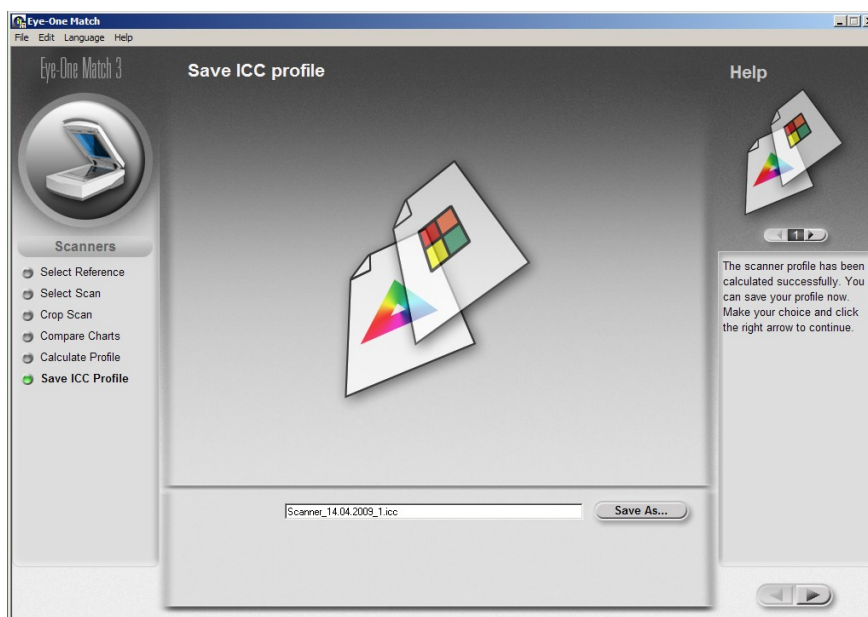 Eye-One Match
File Edit Language Help
Eye-One Match 3
Save ICC profile
Help
Scanners
Select Reference
Select Scan
Crop Scan
Compare Charts
Calculate Profile
Save ICC Profile
1
The scanner profile has been
calculated successfully. You
can save your profile now.
Make your choice and click
the right arrow to continue.
Scanner_14.04.2009_1.icc
Save As...